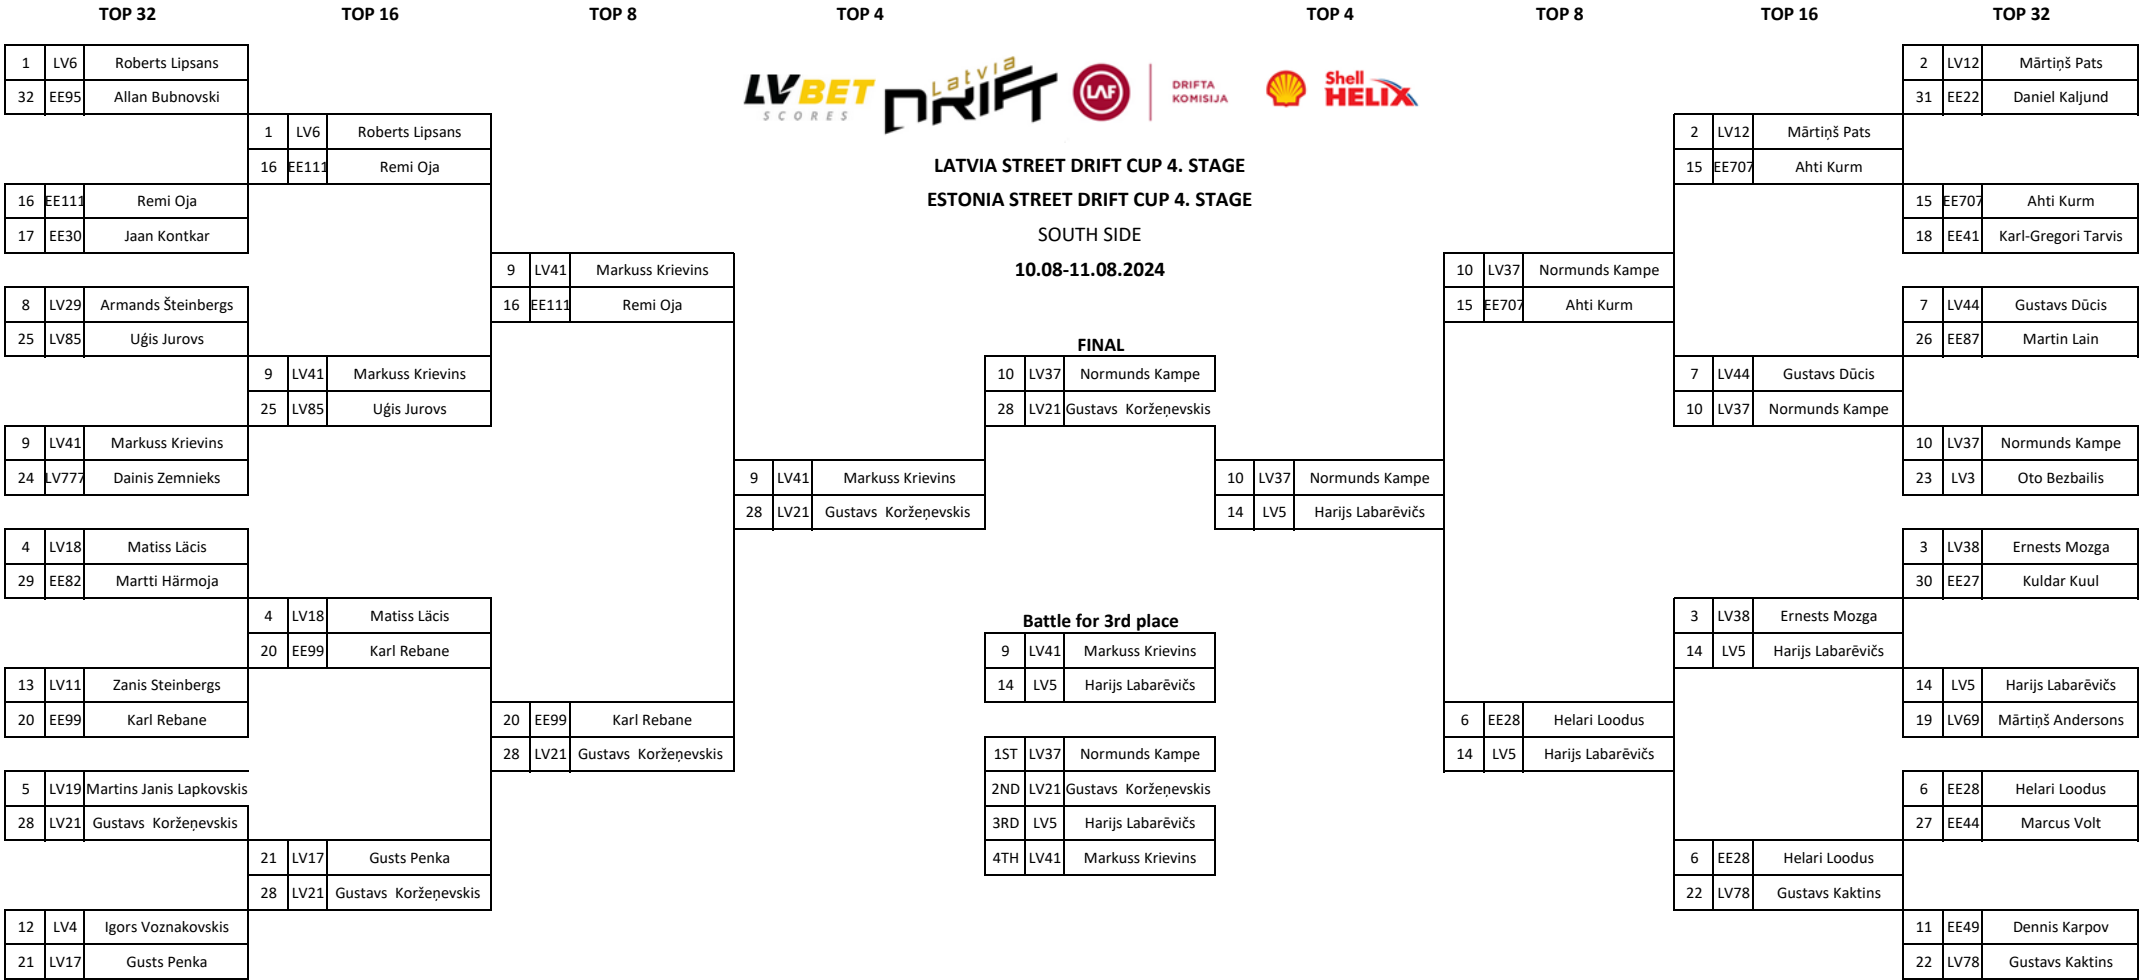 TOP 32 TOP 16 TOP 8 TOP 4 TOP 4 TOP 8 TOP 16 TOP 32
LVBET
SCORES
Latvia
DRIFT
LAF
DRIFTA
KOMISIJA
Shell
HELIX
LATVIA STREET DRIFT CUP 4. STAGE
ESTONIA STREET DRIFT CUP 4. STAGE
SOUTH SIDE
10.08-11.08.2024
1 LV6 Roberts Lipsans
32 EE95 Allan Bubnovski
16 EE111 Remi Oja
17 EE30 Jaan Kontkar
8 LV29 Armands Šteinbergs
25 LV85 Uģis Jurovs
9 LV41 Markuss Krievins
24 LV777 Dainis Zemnieks
4 LV18 Matiss Läcis
29 EE82 Martti Härmoja
13 LV11 Zanis Steinbergs
20 EE99 Karl Rebane
5 LV19 Martins Janis Lapkovskis
28 LV21 Gustavs Koržeņevskis
12 LV4 Igors Voznakovskis
21 LV17 Gusts Penka
1 LV6 Roberts Lipsans
16 EE111 Remi Oja
9 LV41 Markuss Krievins
25 LV85 Uģis Jurovs
4 LV18 Matiss Läcis
20 EE99 Karl Rebane
21 LV17 Gusts Penka
28 LV21 Gustavs Koržeņevskis
9 LV41 Markuss Krievins
16 EE111 Remi Oja
20 EE99 Karl Rebane
28 LV21 Gustavs Koržeņevskis
9 LV41 Markuss Krievins
28 LV21 Gustavs Koržeņevskis
FINAL
10 LV37 Normunds Kampe
28 LV21 Gustavs Koržeņevskis
Battle for 3rd place
9 LV41 Markuss Krievins
14 LV5 Harijs Labarēvičs
1ST LV37 Normunds Kampe
2ND LV21 Gustavs Koržeņevskis
3RD LV5 Harijs Labarēvičs
4TH LV41 Markuss Krievins
10 LV37 Normunds Kampe
14 LV5 Harijs Labarēvičs
10 LV37 Normunds Kampe
15 EE707 Ahti Kurm
6 EE28 Helari Loodus
14 LV5 Harijs Labarēvičs
2 LV12 Mārtiņš Pats
15 EE707 Ahti Kurm
7 LV44 Gustavs Dūcis
10 LV37 Normunds Kampe
3 LV38 Ernests Mozga
14 LV5 Harijs Labarēvičs
6 EE28 Helari Loodus
22 LV78 Gustavs Kaktins
2 LV12 Mārtiņš Pats
31 EE22 Daniel Kaljund
15 EE707 Ahti Kurm
18 EE41 Karl-Gregori Tarvis
7 LV44 Gustavs Dūcis
26 EE87 Martin Lain
10 LV37 Normunds Kampe
23 LV3 Oto Bezbailis
3 LV38 Ernests Mozga
30 EE27 Kuldar Kuul
14 LV5 Harijs Labarēvičs
19 LV69 Mārtiņš Andersons
6 EE28 Helari Loodus
27 EE44 Marcus Volt
11 EE49 Dennis Karpov
22 LV78 Gustavs Kaktins